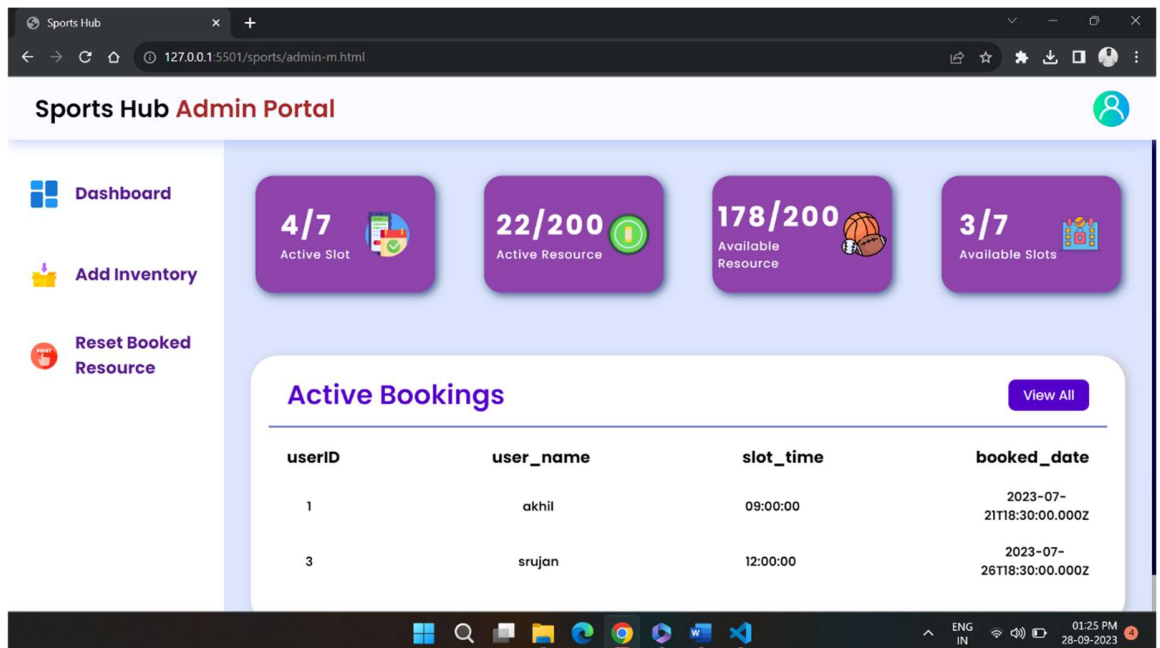 Sports Hub
127.0.0.1:5501/sports/admin-m.html
Sports Hub Admin Portal
Dashboard
Add Inventory
Reset Booked
Resource
4/7
Active Slot
22/200
Active Resource
178/200
Available
Resource
3/7
Available Slots
RESET
Active Bookings
View All
userID user_name slot_time booked_date
1 akhil 09:00:00 2023-07-
21T18:30:00.000Z
3 srujan 12:00:00 2023-07-
26T18:30:00.000Z
ENG
IN
01:25 PM
28-09-2023
4